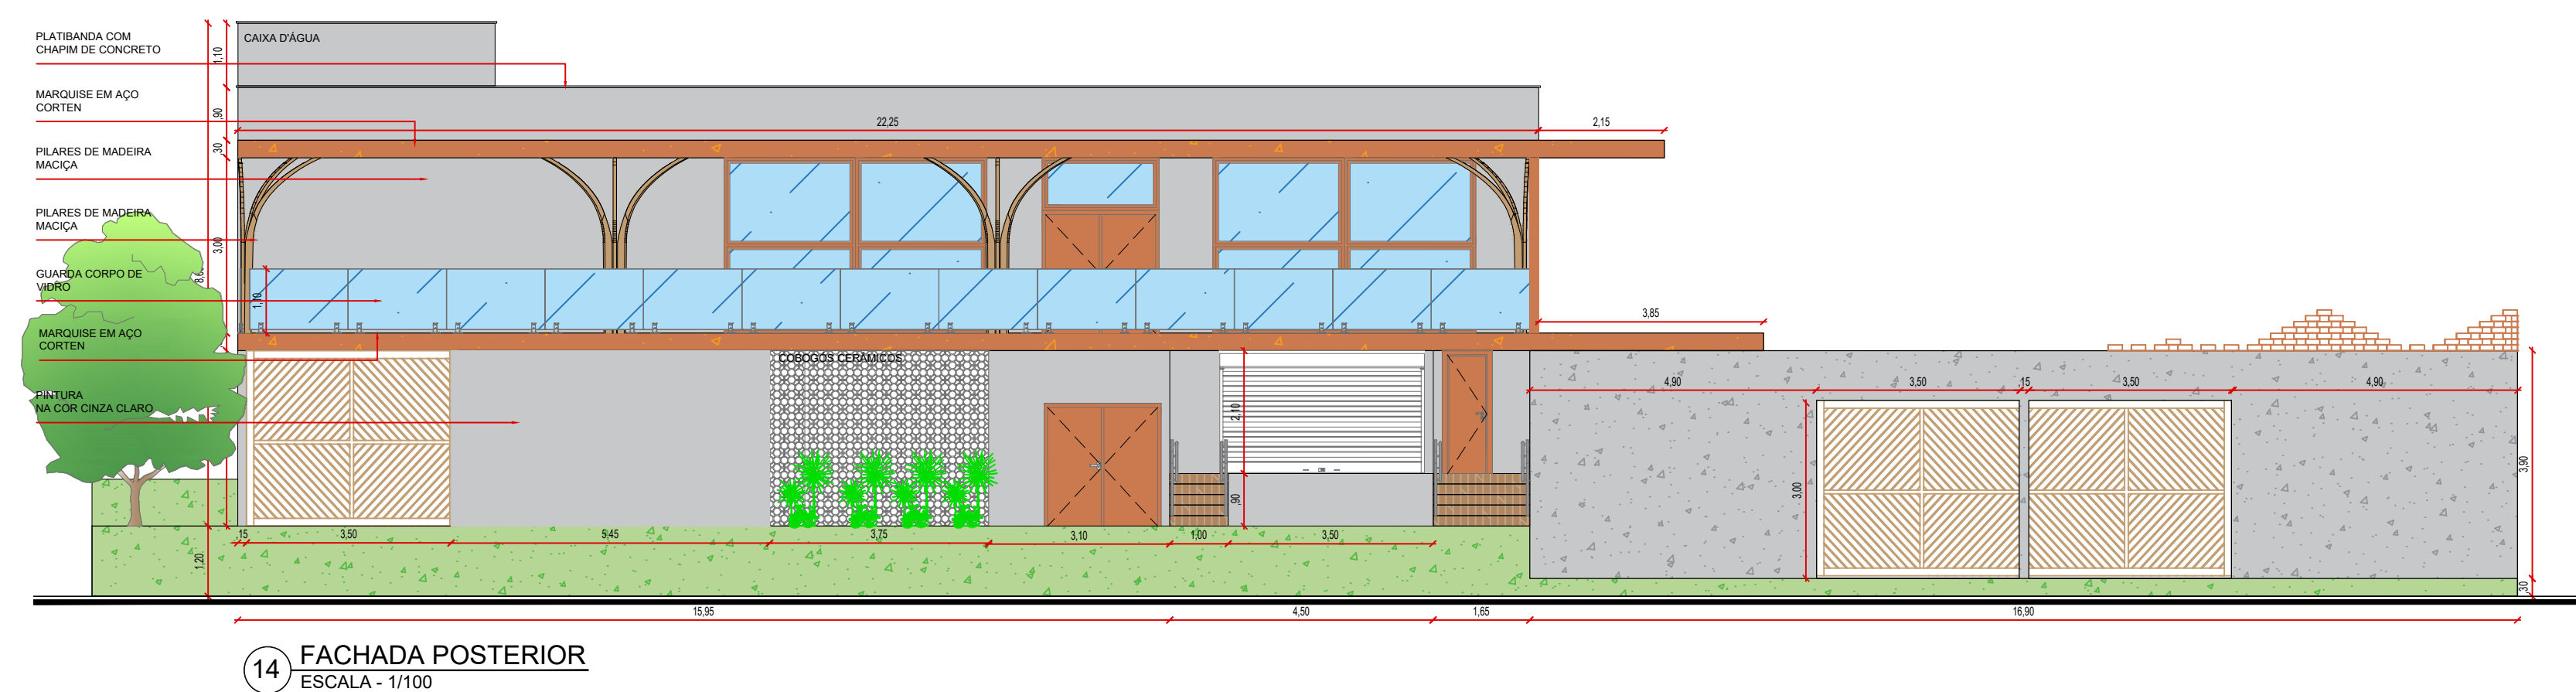 PLATIBANDA COM
CHAPIM DE CONCRETO
CAIXA D'ÁGUA
1,10
MARQUISE EM AÇO
CORTEN
,90
22,25
2,15
,30
PILARES DE MADEIRA
MACIÇA
PILARES DE MADEIRA
MACIÇA
3,00
GUARDA CORPO DE
VIDRO
1,10
3,85
MARQUISE EM AÇO
CORTEN
COBOGÓS CERÂMICOS
4,90
3,50
,15
3,50
4,90
PINTURA
NA COR CINZA CLARO
2,10
3,90
3,00
,90
,15
3,50
5,45
3,75
3,10
1,00
3,50
1,20
,30
15,95
4,50
1,65
16,90
14
FACHADA POSTERIOR
ESCALA - 1/100